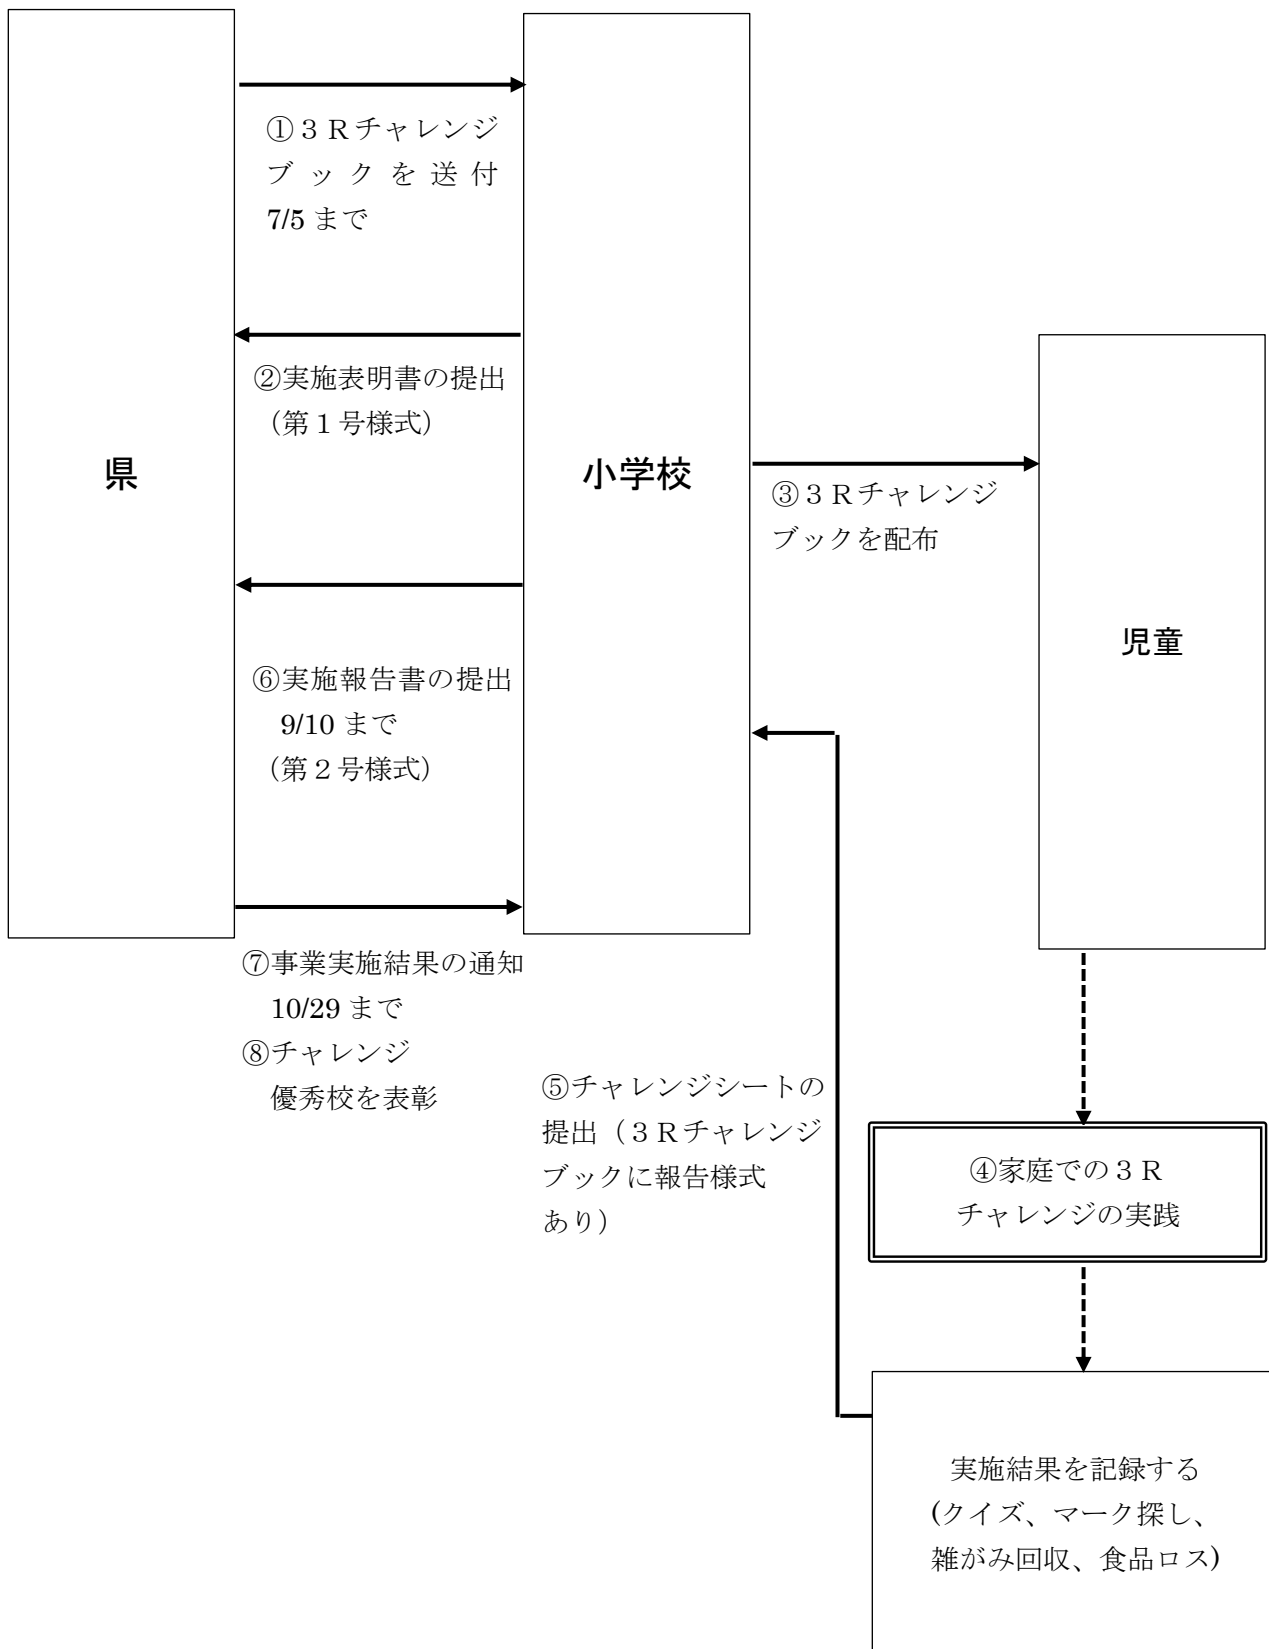 県
小学校
児童
①３Ｒチャレンジ
ブックを送付
7/5 まで
②実施表明書の提出
（第１号様式）
③３Ｒチャレンジ
ブックを配布
⑥実施報告書の提出
9/10 まで
（第２号様式）
⑦事業実施結果の通知
10/29 まで
⑧チャレンジ
優秀校を表彰
⑤チャレンジシートの
提出（３Ｒチャレンジ
ブックに報告様式
あり）
④家庭での３Ｒ
チャレンジの実践
実施結果を記録する
(クイズ、マーク探し、
雑がみ回収、食品ロス)